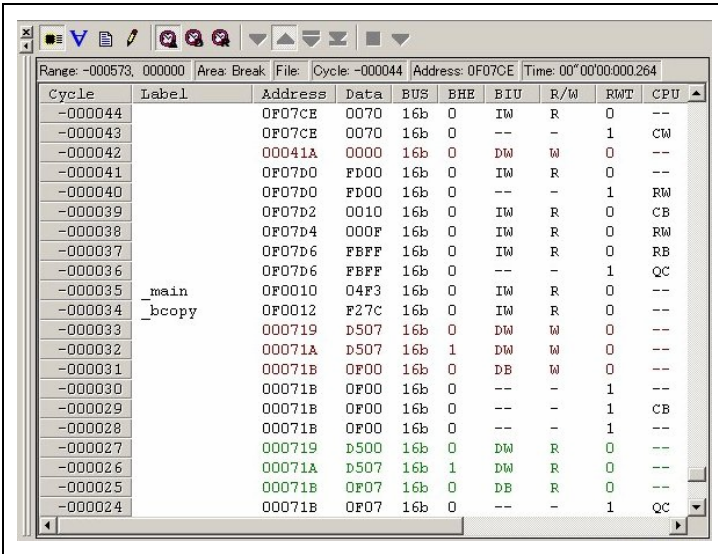 Range: -000573, 000000 Area: Break File: Cycle: -000044 Address: 0F07CE Time: 00"00'00:000.264
Cycle Label Address Data BUS BHE BIU R/W RWT CPU
-000044 0F07CE 0070 16b 0 IW R 0 --
-000043 0F07CE 0070 16b 0 -- - 1 CW
-000042 00041A 0000 16b 0 DW W 0 --
-000041 0F07D0 FD00 16b 0 IW R 0 --
-000040 0F07D0 FD00 16b 0 -- - 1 RW
-000039 0F07D2 0010 16b 0 IW R 0 CB
-000038 0F07D4 000F 16b 0 IW R 0 RW
-000037 0F07D6 FBFF 16b 0 IW R 0 RB
-000036 0F07D6 FBFF 16b 0 -- - 1 QC
-000035 _main 0F0010 04F3 16b 0 IW R 0 --
-000034 _bcopy 0F0012 F27C 16b 0 IW R 0 --
-000033 000719 D507 16b 0 DW W 0 --
-000032 00071A D507 16b 1 DW W 0 --
-000031 00071B 0F00 16b 0 DB W 0 --
-000030 00071B 0F00 16b 0 -- - 1 --
-000029 00071B 0F00 16b 0 -- - 1 CB
-000028 00071B 0F00 16b 0 -- - 1 --
-000027 000719 D500 16b 0 DW R 0 --
-000026 00071A D507 16b 1 DW R 0 --
-000025 00071B 0F07 16b 0 DB R 0 --
-000024 00071B 0F07 16b 0 -- - 1 QC